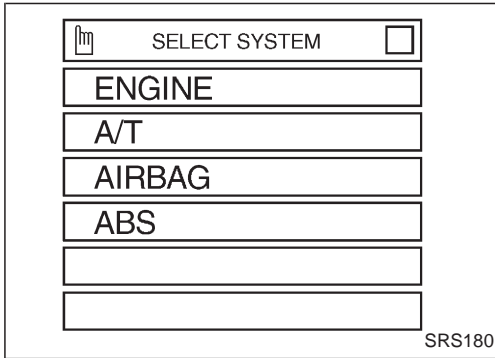 SELECT SYSTEM
ENGINE
A/T
AIRBAG
ABS
SRS180